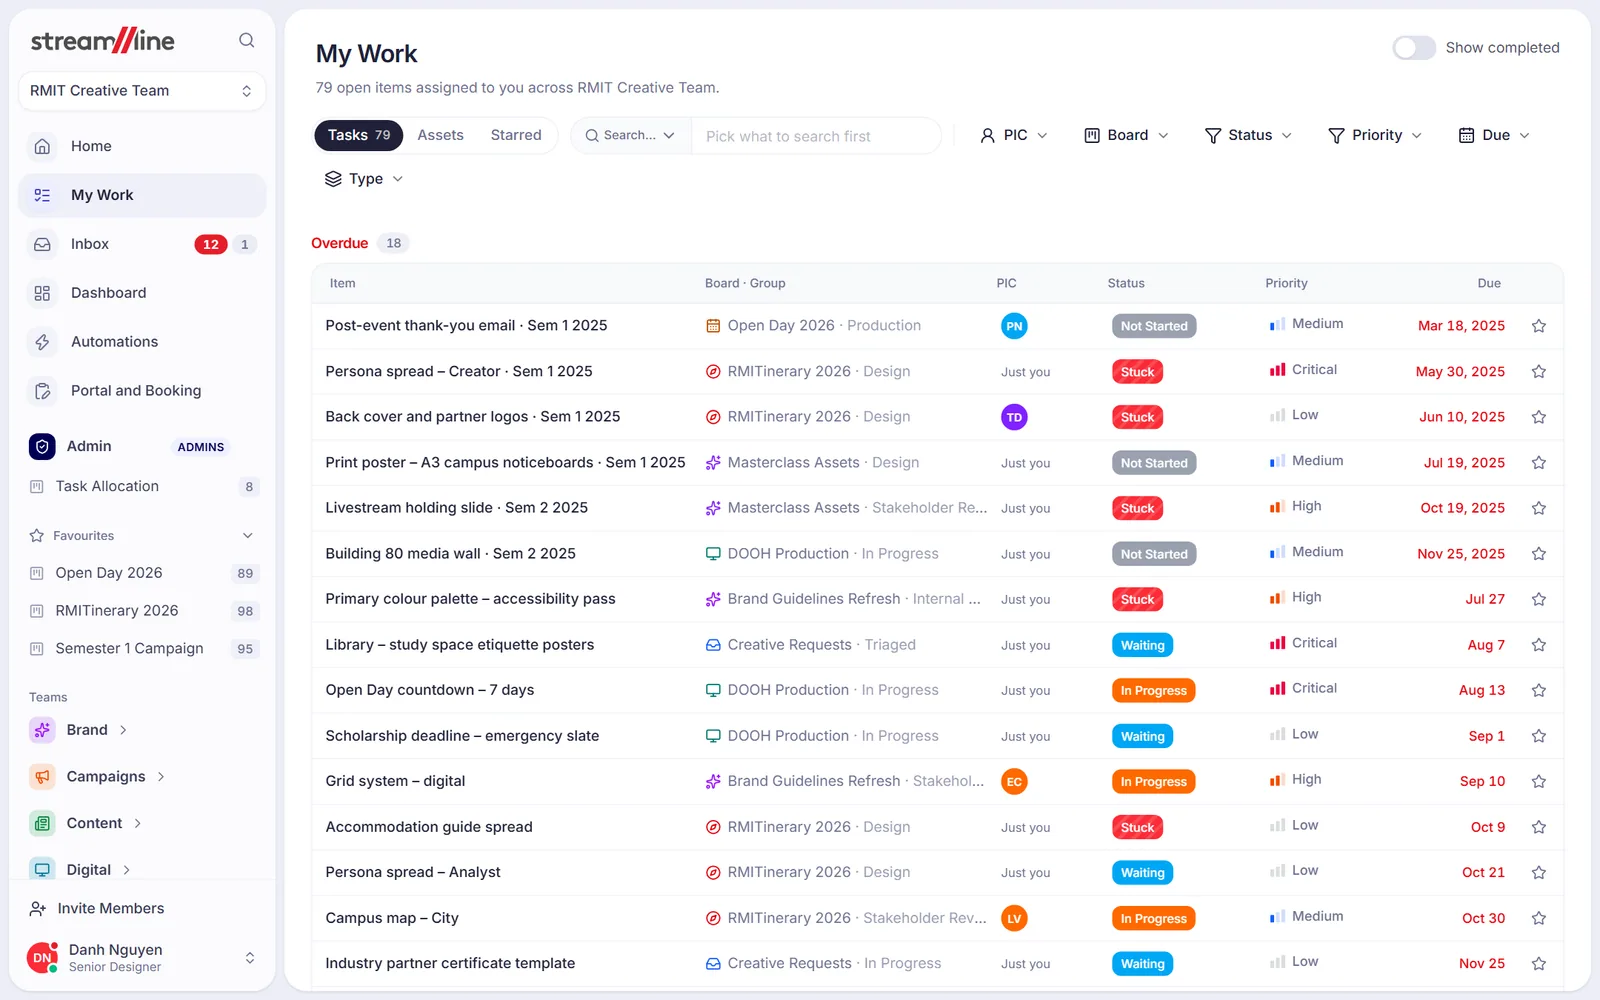 stream//line
RMIT Creative Team
Home
My Work
Inbox 12 1
Dashboard
Automations
Portal and Booking
Admin ADMINS
Task Allocation 8
Favourites
Open Day 2026 89
RMITinerary 2026 98
Semester 1 Campaign 95
Teams
Brand
Campaigns
Content
Digital
Invite Members
DN Danh Nguyen
Senior Designer
My Work
Show completed
79 open items assigned to you across RMIT Creative Team.
Tasks 79 Assets Starred Search... Pick what to search first PIC Board Status Priority Due
Type
Overdue 18
Item Board · Group PIC Status Priority Due
Post-event thank-you email · Sem 1 2025 Open Day 2026 · Production PN Not Started Medium Mar 18, 2025
Persona spread – Creator · Sem 1 2025 RMITinerary 2026 · Design Just you Stuck Critical May 30, 2025
Back cover and partner logos · Sem 1 2025 RMITinerary 2026 · Design TD Stuck Low Jun 10, 2025
Print poster – A3 campus noticeboards · Sem 1 2025 Masterclass Assets · Design Just you Not Started Medium Jul 19, 2025
Livestream holding slide · Sem 2 2025 Masterclass Assets · Stakeholder Re... Just you Stuck High Oct 19, 2025
Building 80 media wall · Sem 2 2025 DOOH Production · In Progress Just you Not Started Medium Nov 25, 2025
Primary colour palette – accessibility pass Brand Guidelines Refresh · Internal ... Just you Stuck High Jul 27
Library – study space etiquette posters Creative Requests · Triaged Just you Waiting Critical Aug 7
Open Day countdown – 7 days DOOH Production · In Progress Just you In Progress Critical Aug 13
Scholarship deadline – emergency slate DOOH Production · In Progress Just you Waiting Low Sep 1
Grid system – digital Brand Guidelines Refresh · Stakehol... EC In Progress High Sep 10
Accommodation guide spread RMITinerary 2026 · Design Just you Stuck Low Oct 9
Persona spread – Analyst RMITinerary 2026 · Design Just you Waiting Low Oct 21
Campus map – City RMITinerary 2026 · Stakeholder Rev... LV In Progress Medium Oct 30
Industry partner certificate template Creative Requests · In Progress Just you Waiting Low Nov 25